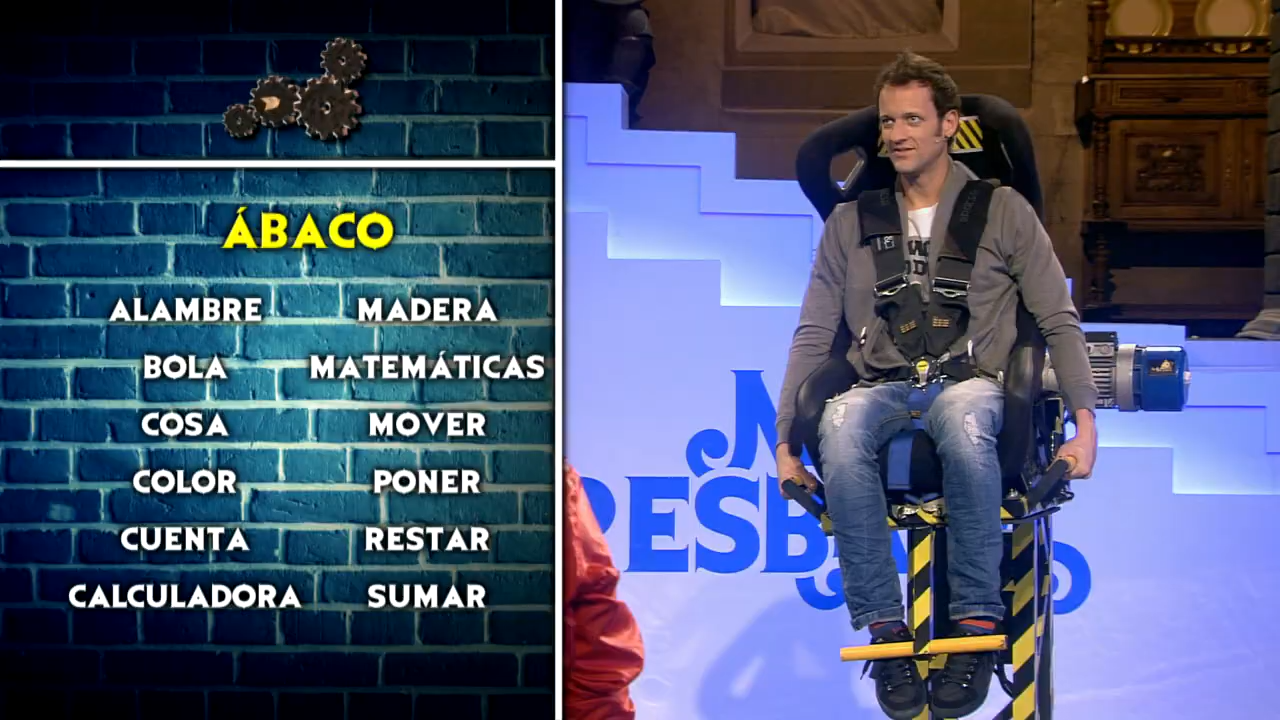 ÁBACO
ALAMBRE MADERA
BOLA MATEMÁTICAS
COSA MOVER
COLOR PONER
CUENTA RESTAR
CALCULADORA SUMAR